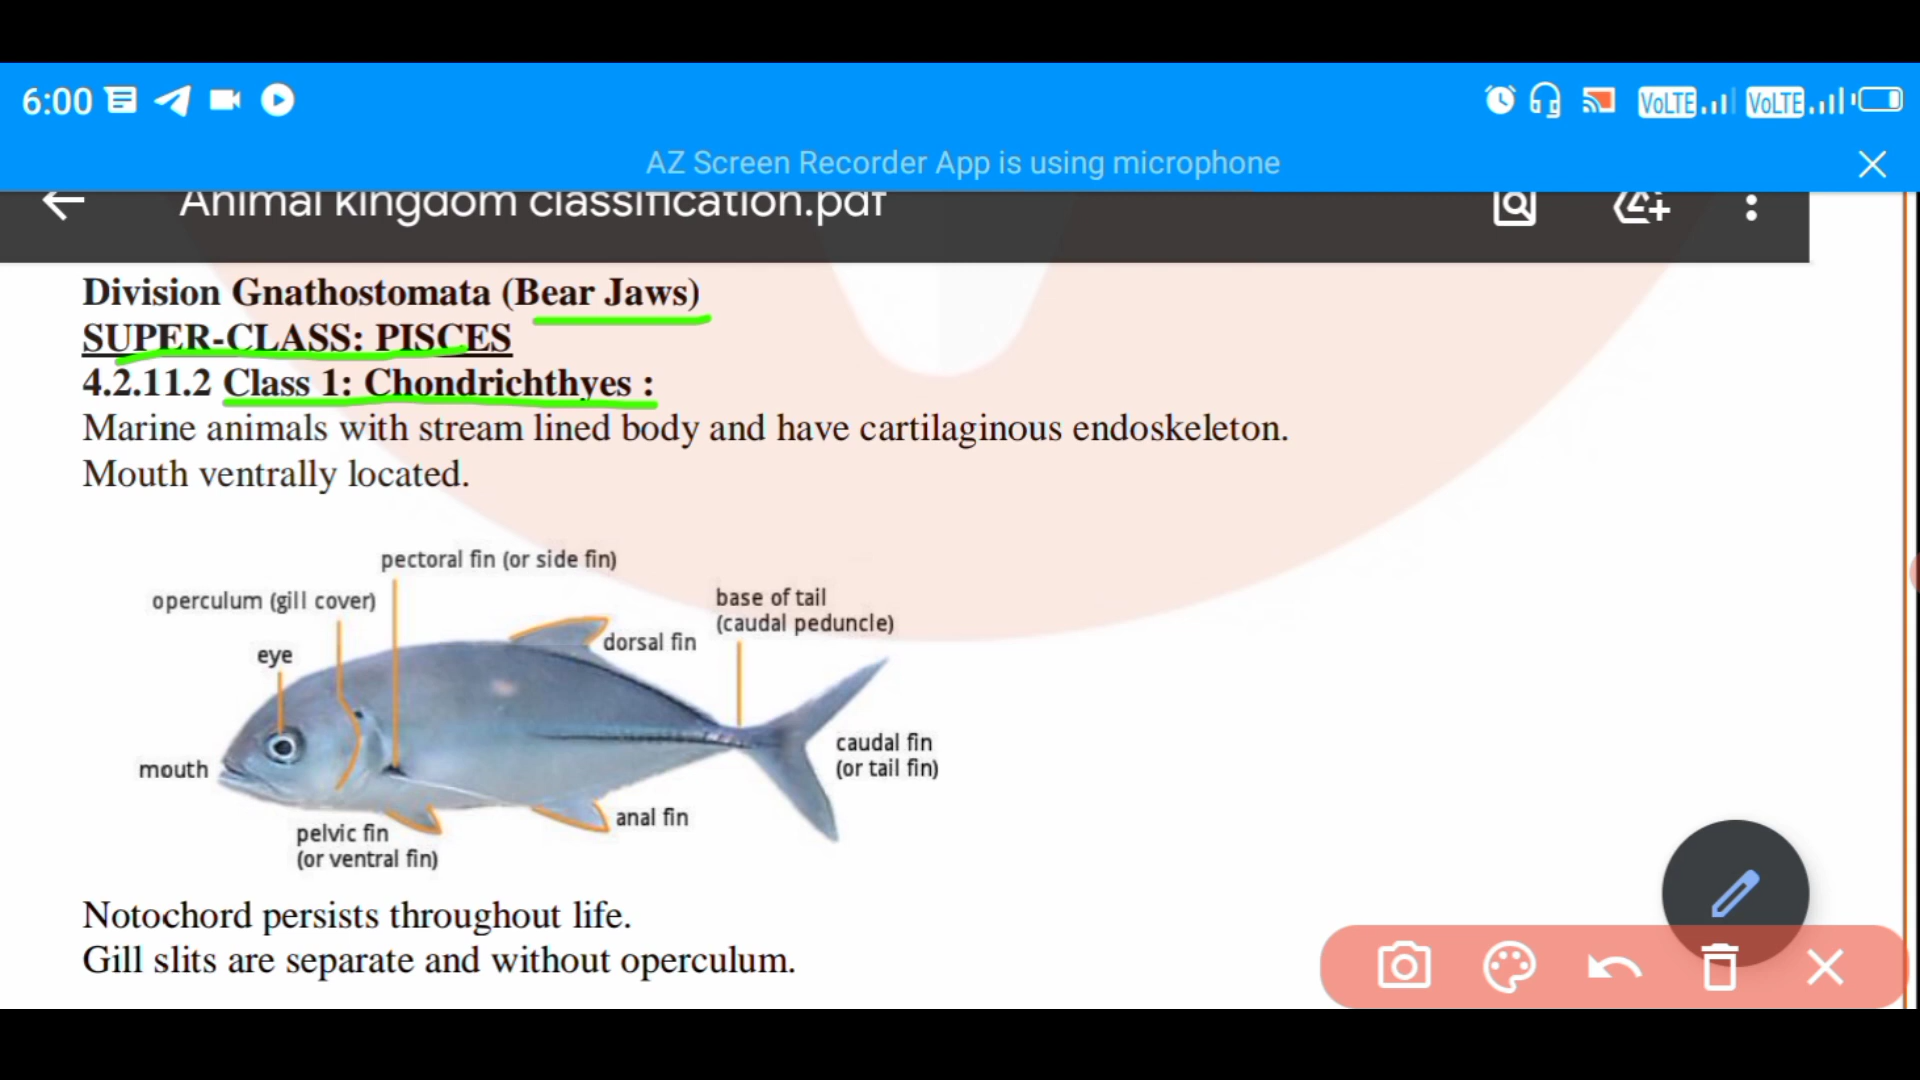 6:00
VoLTE VoLTE
AZ Screen Recorder App is using microphone
Animal kingdom classification.pdf
Division Gnathostomata (Bear Jaws)
SUPER-CLASS: PISCES
4.2.11.2 Class 1: Chondrichthyes :
Marine animals with stream lined body and have cartilaginous endoskeleton.
Mouth ventrally located.
pectoral fin (or side fin)
operculum (gill cover)
base of tail
(caudal peduncle)
dorsal fin
eye
caudal fin
(or tail fin)
mouth
anal fin
pelvic fin
(or ventral fin)
Notochord persists throughout life.
Gill slits are separate and without operculum.